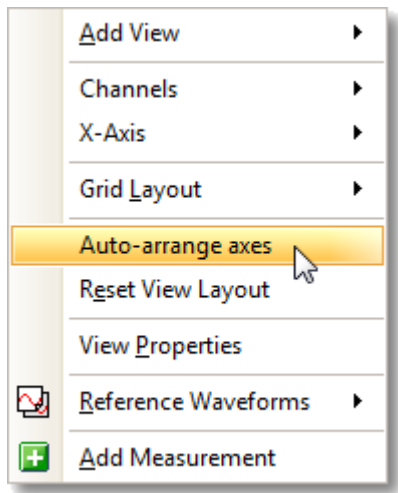 Add View
Channels
X-Axis
Grid Layout
Auto-arrange axes
Reset View Layout
View Properties
Reference Waveforms
Add Measurement